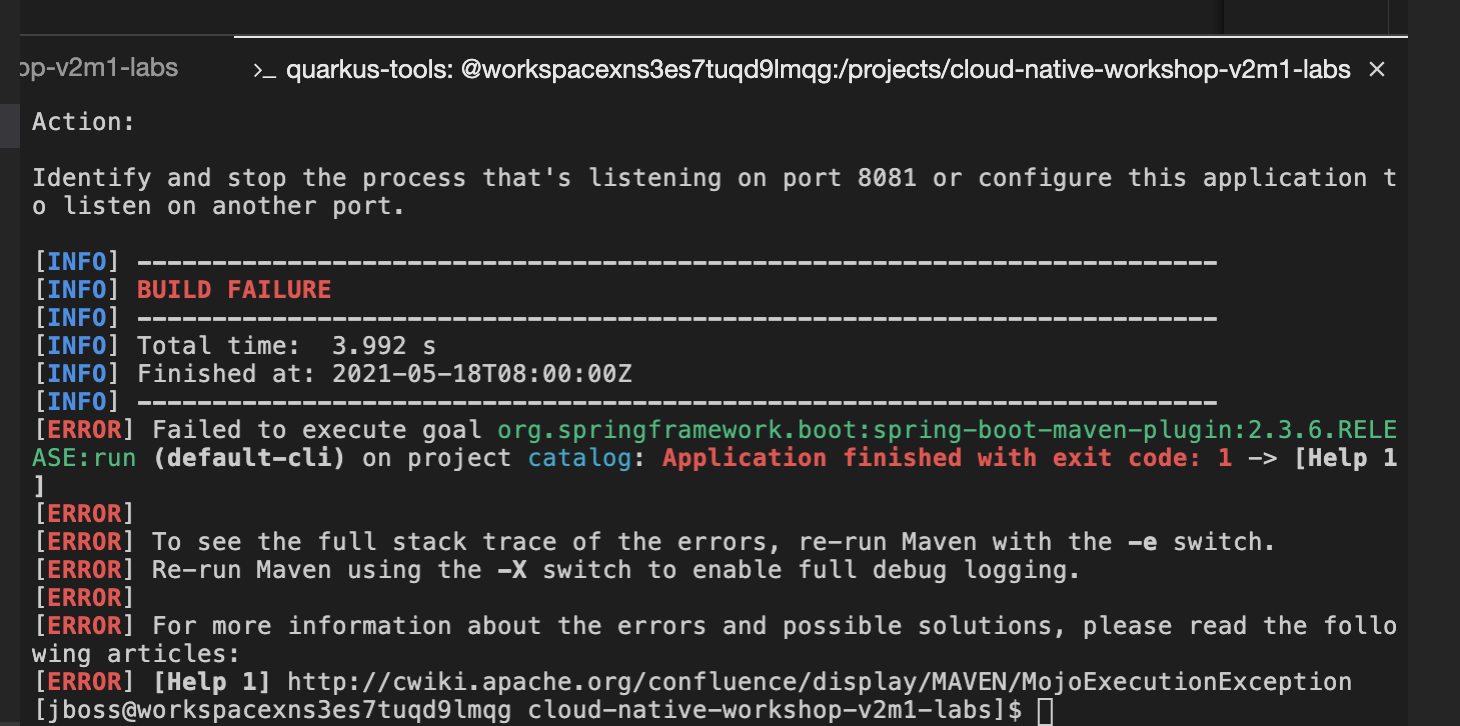 op-v2m1-labs
>_ quarkus-tools: @workspacexns3es7tuqd9lmqg:/projects/cloud-native-workshop-v2m1-labs ×
Action:
Identify and stop the process that's listening on port 8081 or configure this application t
o listen on another port.
[INFO] ------------------------------------------------------------------------
[INFO] BUILD FAILURE
[INFO] ------------------------------------------------------------------------
[INFO] Total time:  3.992 s
[INFO] Finished at: 2021-05-18T08:00:00Z
[INFO] ------------------------------------------------------------------------
[ERROR] Failed to execute goal org.springframework.boot:spring-boot-maven-plugin:2.3.6.RELE
ASE:run (default-cli) on project catalog: Application finished with exit code: 1 -> [Help 1
]
[ERROR]
[ERROR] To see the full stack trace of the errors, re-run Maven with the -e switch.
[ERROR] Re-run Maven using the -X switch to enable full debug logging.
[ERROR]
[ERROR] For more information about the errors and possible solutions, please read the follo
wing articles:
[ERROR] [Help 1] http://cwiki.apache.org/confluence/display/MAVEN/MojoExecutionException
[jboss@workspacexns3es7tuqd9lmqg cloud-native-workshop-v2m1-labs]$